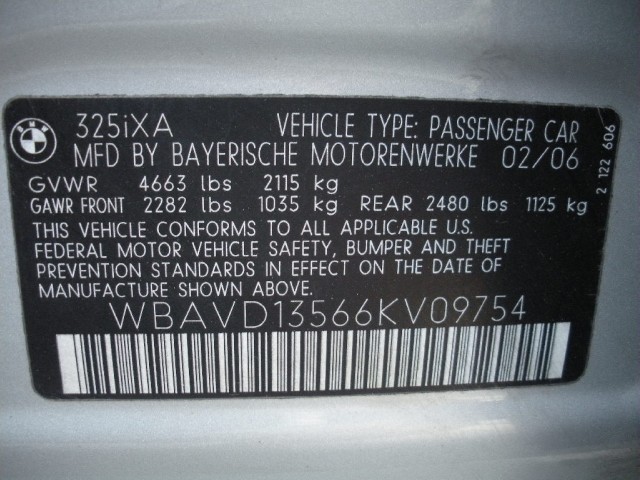 BMW
325iXA VEHICLE TYPE: PASSENGER CAR
MFD BY BAYERISCHE MOTORENWERKE 02/06
GVWR 4663 lbs 2115 kg
GAWR FRONT 2282 lbs 1035 kg REAR 2480 lbs 1125 kg
THIS VEHICLE CONFORMS TO ALL APPLICABLE U.S.
FEDERAL MOTOR VEHICLE SAFETY, BUMPER AND THEFT
PREVENTION STANDARDS IN EFFECT ON THE DATE OF
MANUFACTURE SHOWN ABOVE.
WBAVD13566KV09754
2 122 606